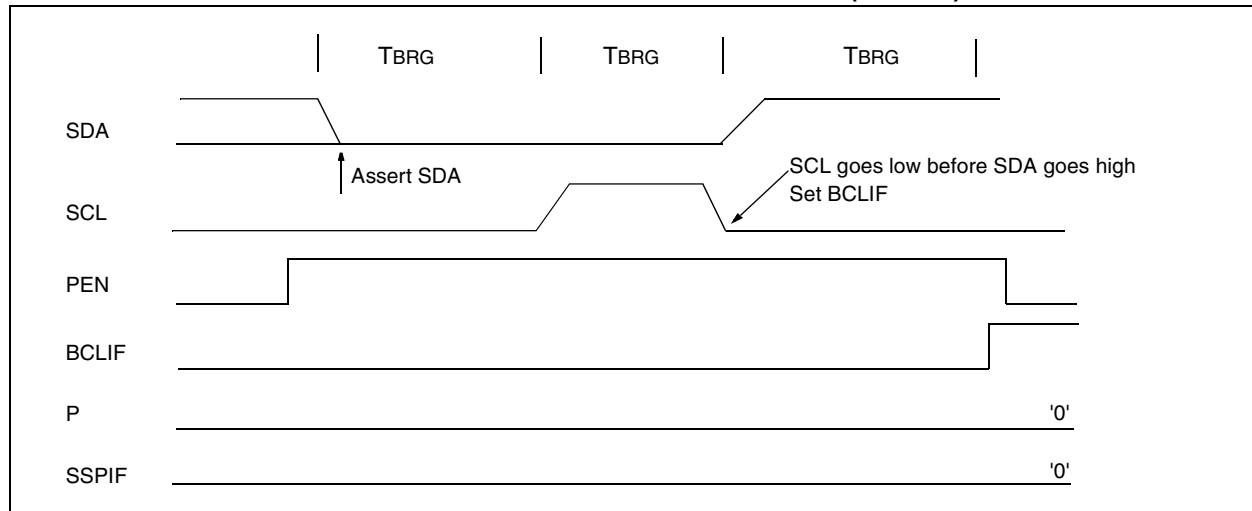 TBRG TBRG TBRG
SDA
Assert SDA
SCL goes low before SDA goes high
Set BCLIF
SCL
PEN
BCLIF
P '0'
SSPIF '0'